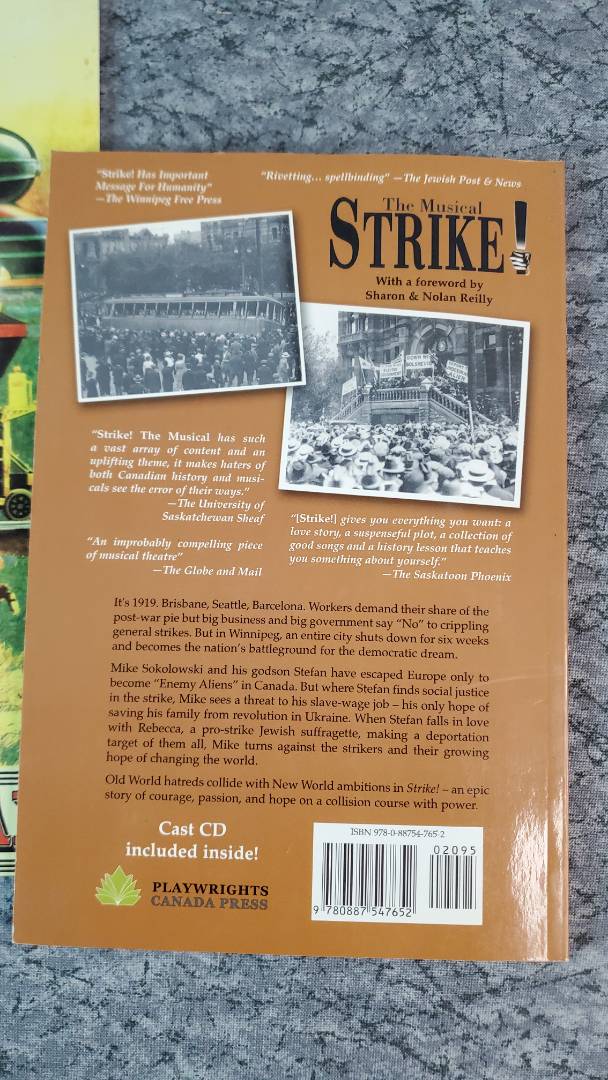 "Strike! Has Important
Message For Humanity"
—The Winnipeg Free Press
"Rivetting... spellbinding" —The Jewish Post & News
The Musical
STRIKE!
With a foreword by
Sharon & Nolan Reilly
DOWN WITH
BOLSHEVISM
"Strike! The Musical has such
a vast array of content and an
uplifting theme, it makes haters of
both Canadian history and musi-
cals see the error of their ways."
—The University of
Saskatchewan Sheaf
"An improbably compelling piece
of musical theatre"
—The Globe and Mail
"[Strike!] gives you everything you want: a
love story, a suspenseful plot, a collection of
good songs and a history lesson that teaches
you something about yourself."
—The Saskatoon Phoenix
It's 1919. Brisbane, Seattle, Barcelona. Workers demand their share of the
post-war pie but big business and big government say "No" to crippling
general strikes. But in Winnipeg, an entire city shuts down for six weeks
and becomes the nation's battleground for the democratic dream.
Mike Sokolowski and his godson Stefan have escaped Europe only to
become "Enemy Aliens" in Canada. But where Stefan finds social justice
in the strike, Mike sees a threat to his slave-wage job – his only hope of
saving his family from revolution in Ukraine. When Stefan falls in love
with Rebecca, a pro-strike Jewish suffragette, making a deportation
target of them all, Mike turns against the strikers and their growing
hope of changing the world.
Old World hatreds collide with New World ambitions in Strike! – an epic
story of courage, passion, and hope on a collision course with power.
Cast CD
included inside!
PLAYWRIGHTS
CANADA PRESS
ISBN 978-0-88754-765-2
02095
9 780887 547652